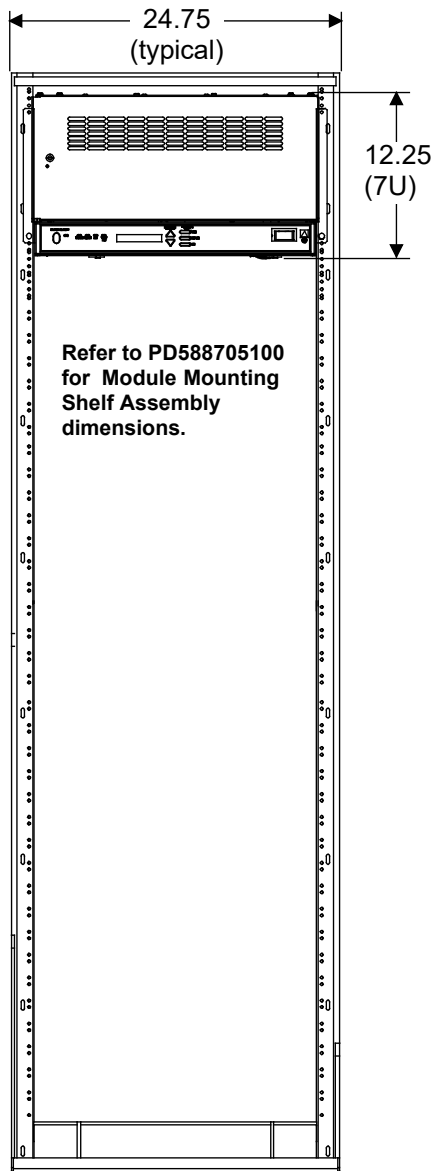 24.75
(typical)
12.25
(7U)
Refer to PD588705100
for Module Mounting
Shelf Assembly
dimensions.